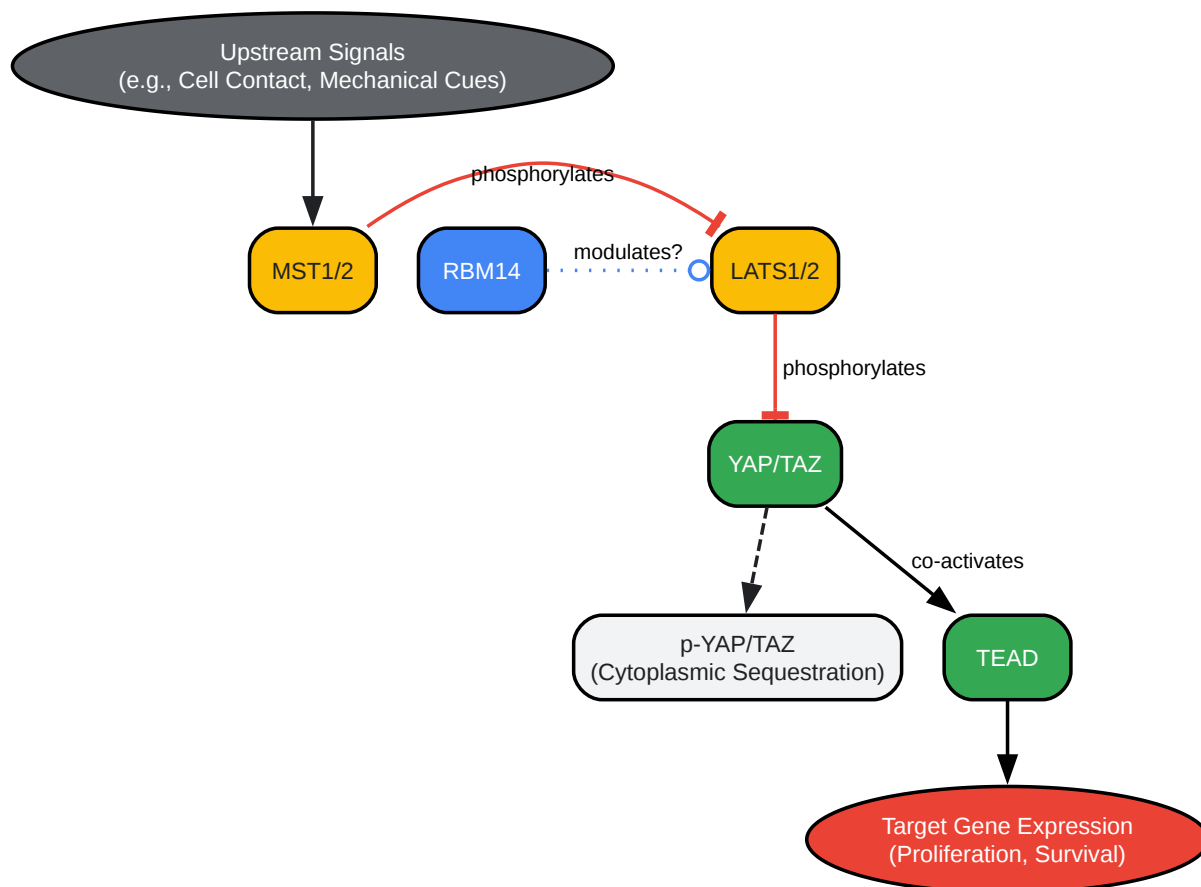 Upstream Signals
(e.g., Cell Contact, Mechanical Cues)
phosphorylates
modulates?
MST1/2
RBM14
LATS1/2
phosphorylates
YAP/TAZ
co-activates
p-YAP/TAZ
(Cytoplasmic Sequestration)
TEAD
Target Gene Expression
(Proliferation, Survival)